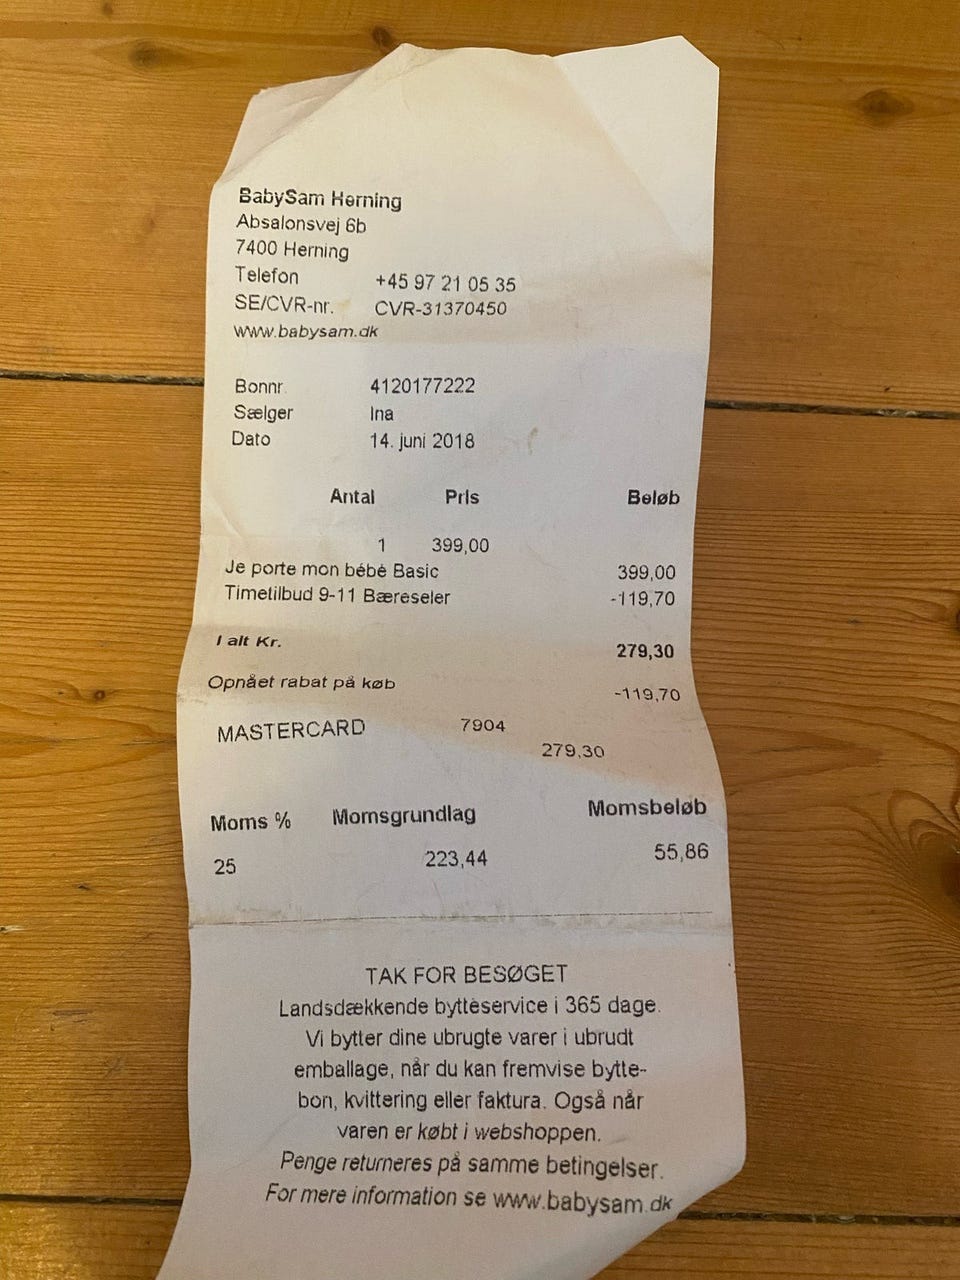 BabySam Herning
Absalonsvej 6b
7400 Herning
Telefon +45 97 21 05 35
SE/CVR-nr. CVR-31370450
www.babysam.dk
Bonnr 4120177222
Sælger Ina
Dato 14. juni 2018
Antal Pris Beløb
1 399,00
Je porte mon bébé Basic 399,00
Timetilbud 9-11 Bæreseler -119,70
I alt Kr. 279,30
Opnået rabat på køb -119,70
MASTERCARD 7904
279,30
Moms % Momsgrundlag Momsbeløb
25 223,44 55,86
TAK FOR BESØGET
Landsdækkende bytteservice i 365 dage.
Vi bytter dine ubrugte varer i ubrudt
emballage, når du kan fremvise bytte-
bon, kvittering eller faktura. Også når
varen er købt i webshoppen.
Penge returneres på samme betingelser.
For mere information se www.babysam.dk